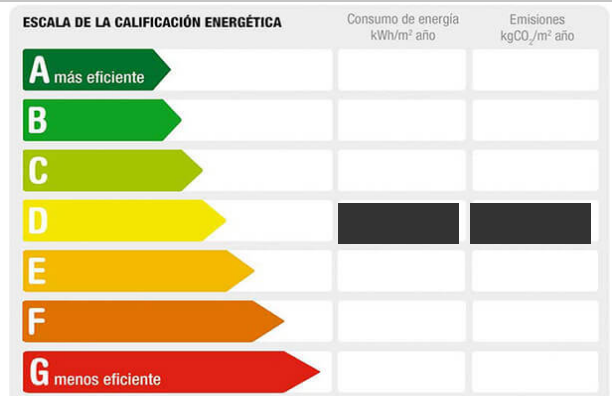 ESCALA DE LA CALIFICACIÓN ENERGÉTICA
Consumo de energía
kWh/m² año
Emisiones
kgCO₂/m² año
A más eficiente
B
C
D
E
F
G menos eficiente